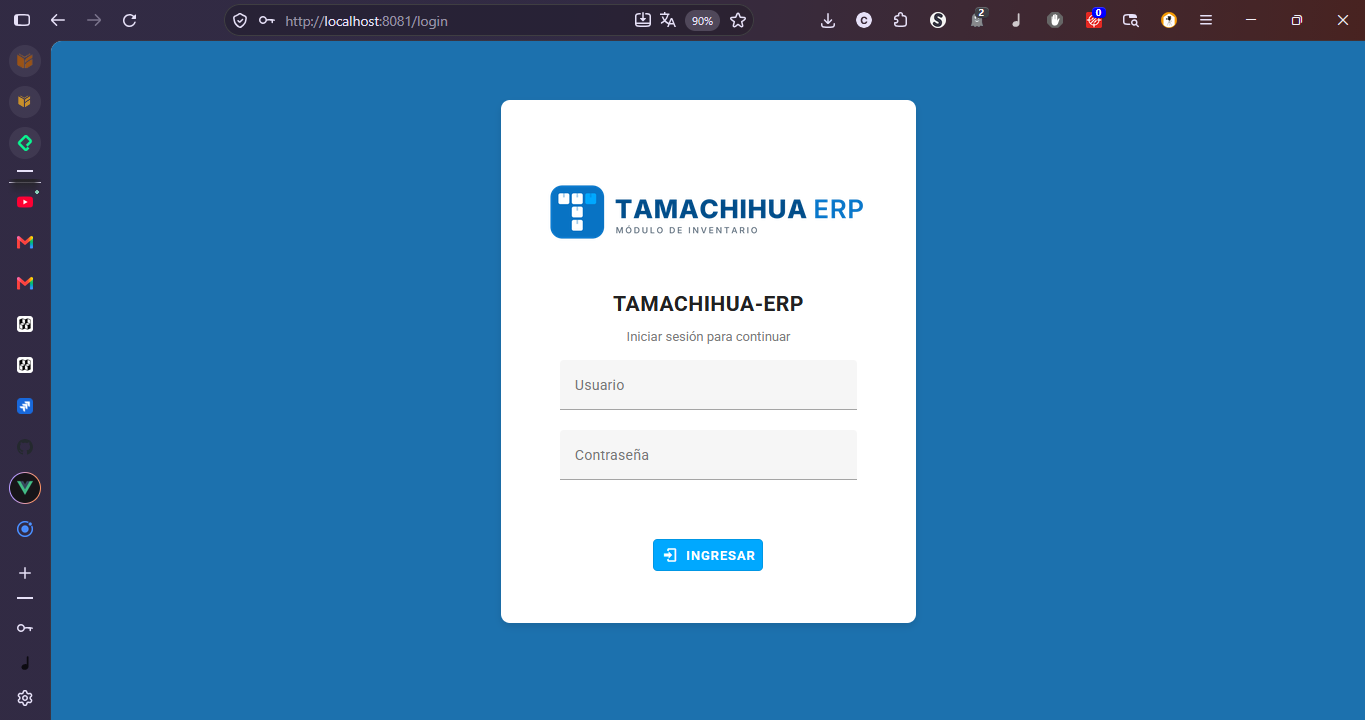 http://localhost:8081/login
90%
C
S
2
0
TAMACHIHUA ERP
MÓDULO DE INVENTARIO
TAMACHIHUA-ERP
Iniciar sesión para continuar
Usuario
Contraseña
INGRESAR